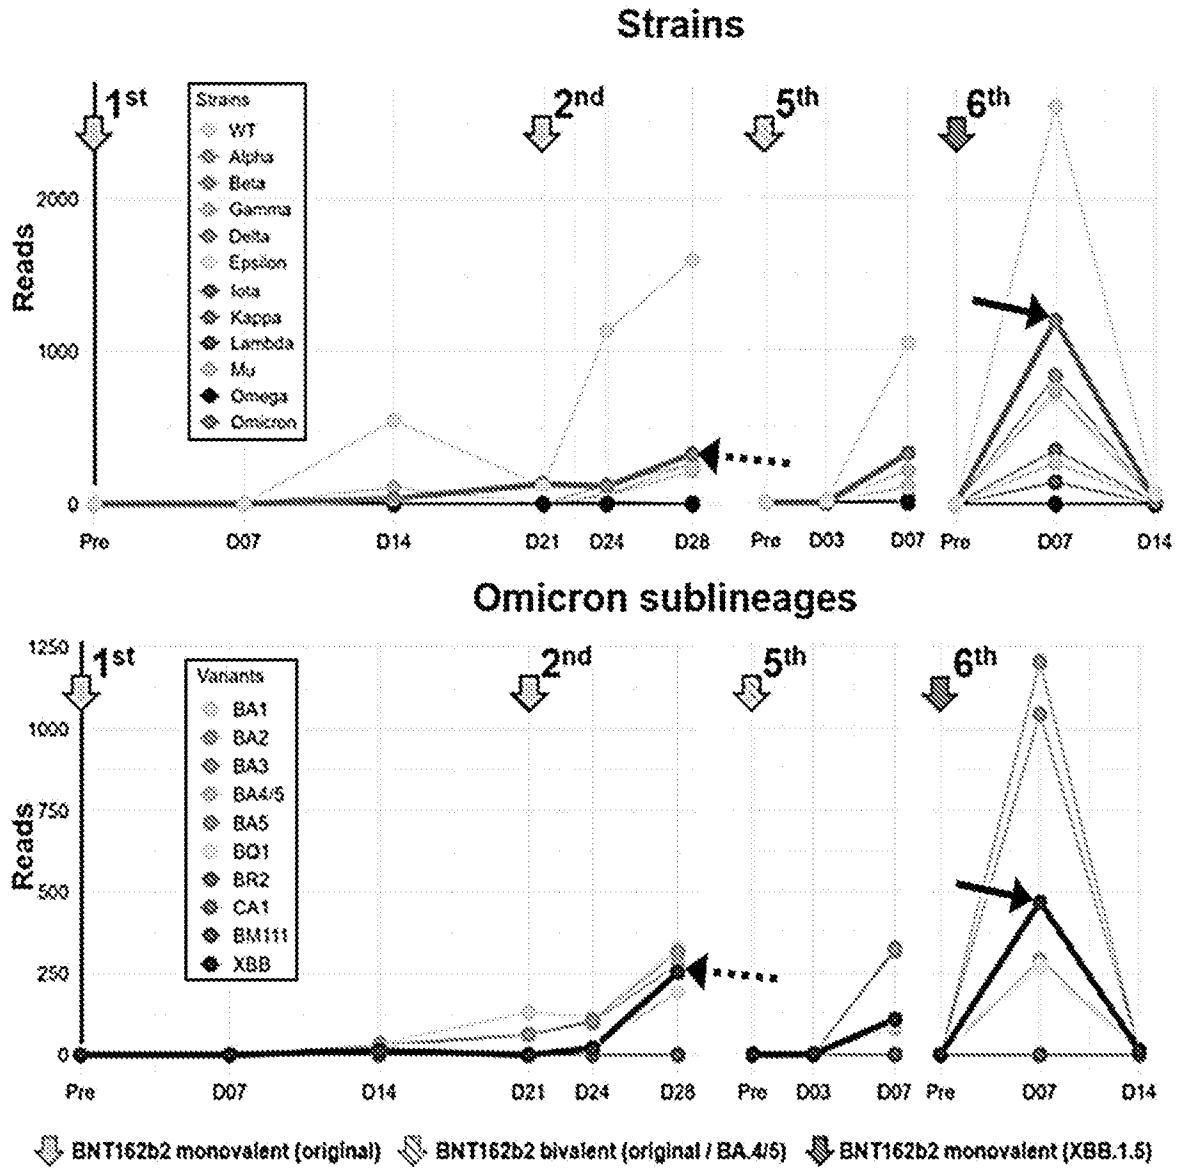 Strains
1st
2nd
5th
6th
Strains
WT
Alpha
Beta
Gamma
Delta
Epsilon
Iota
Kappa
Lambda
Mu
Omega
Omicron
Reads
2000
1000
0
Pre D07 D14 D21 D24 D28 Pre D03 D07 Pre D07 D14
Omicron sublineages
1st
2nd
5th
6th
Variants
BA1
BA2
BA3
BA4/5
BA5
BQ1
BR2
CA1
BM111
XBB
Reads
1250
1000
750
500
250
0
Pre D07 D14 D21 D24 D28 Pre D03 D07 Pre D07 D14
BNT162b2 monovalent (original) BNT162b2 bivalent (original / BA.4/5) BNT162b2 monovalent (XBB.1.5)